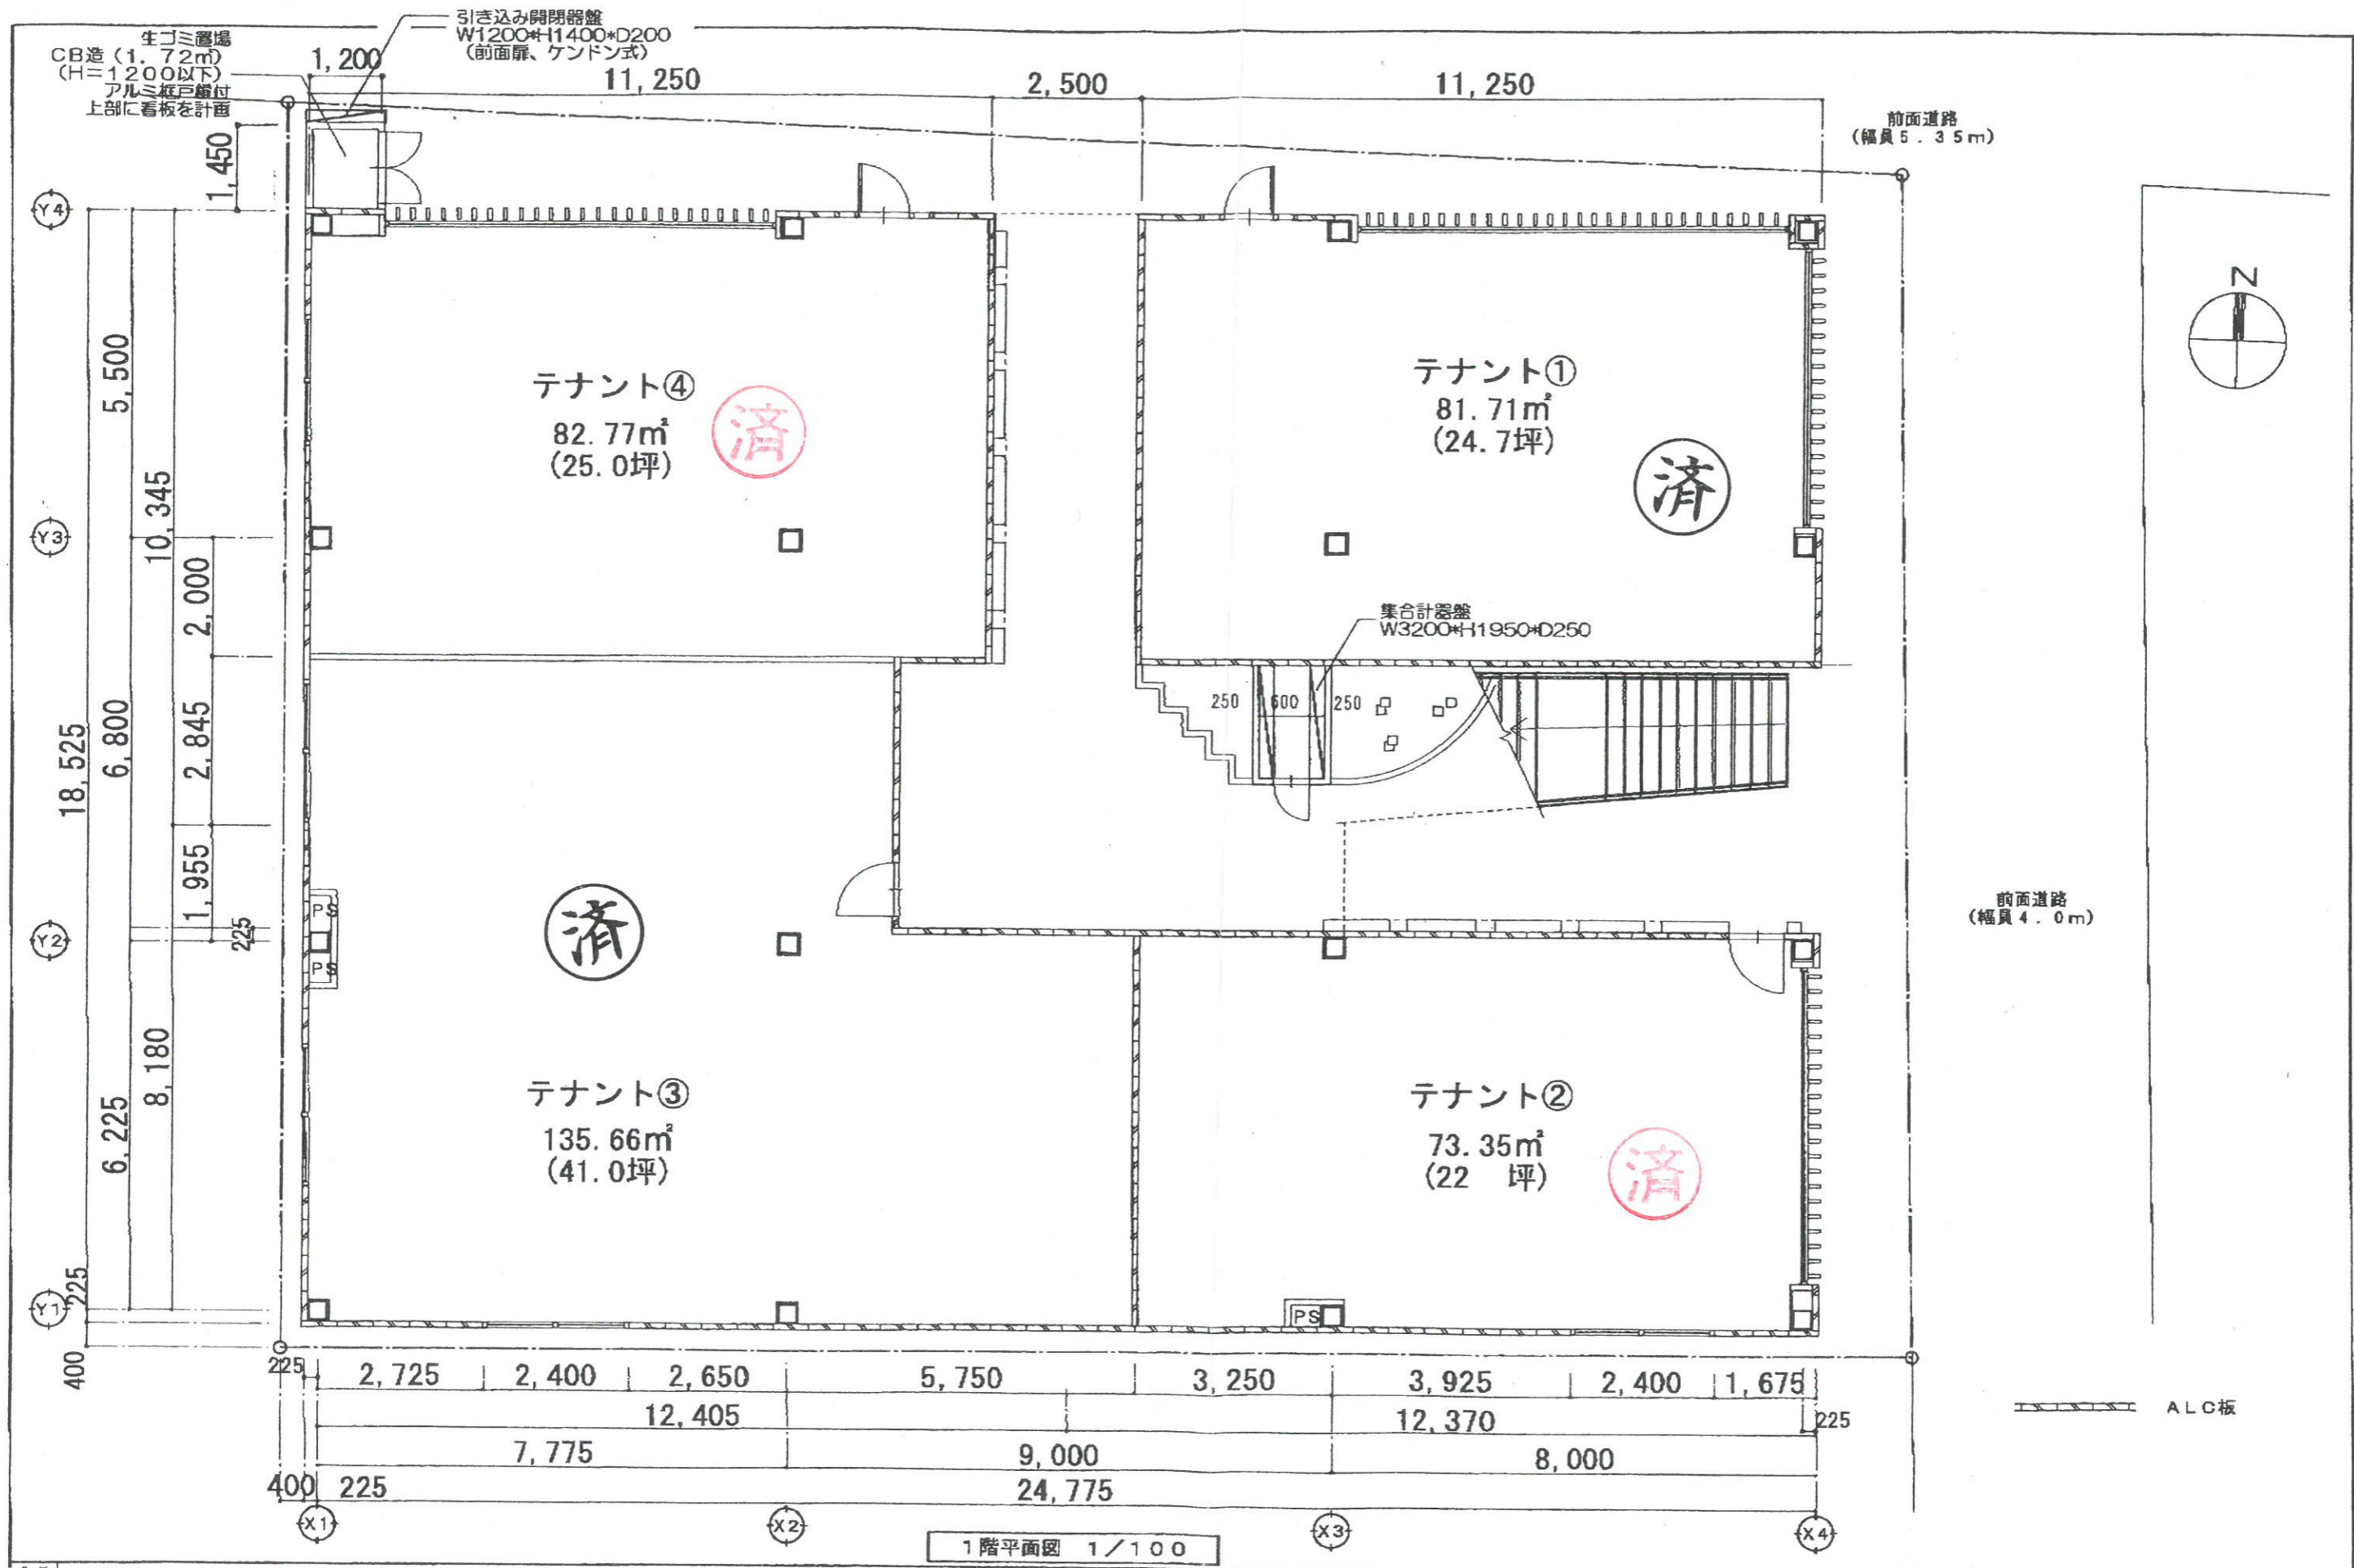 引き込み開閉器盤
W1200*H1400*D200
(前面扉、ケンドン式)
生ゴミ置場
CB造(1.72㎡)
(H=1200以下)
アルミ框戸錠付
上部に看板を計画
1,200
11,250
2,500
11,250
前面道路
(幅員5.35m)
1,450
Y4
Y3
Y2
Y1
5,500
10,345
2,000
6,800
2,845
18,525
1,955
225
8,180
6,225
225
400
N
テナント④
82.77㎡
(25.0坪)
済
テナント①
81.71㎡
(24.7坪)
済
集合計器盤
W3200*H1950*D250
250
600
250
PS
PS
済
テナント③
135.66㎡
(41.0坪)
テナント②
73.35㎡
(22 坪)
済
PS
前面道路
(幅員4.0m)
225
2,725
2,400
2,650
5,750
3,250
3,925
2,400
1,675
12,405
12,370
225
7,775
9,000
8,000
400
225
24,775
X1
X2
X3
X4
ALC板
1階平面図 1/100